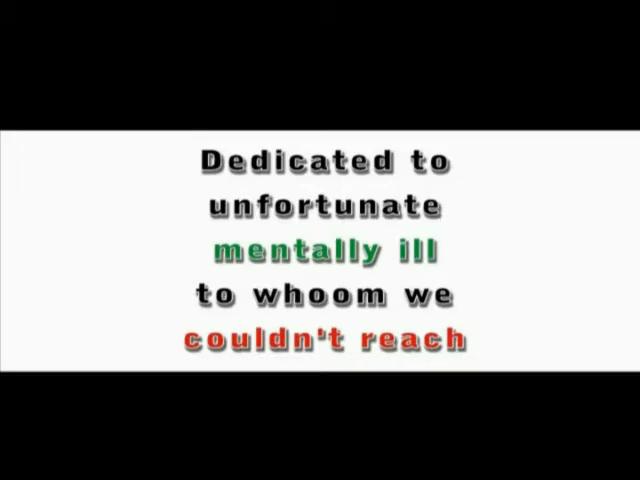 Dedicated to
unfortunate
mentally ill
to whoom we
couldn't reach